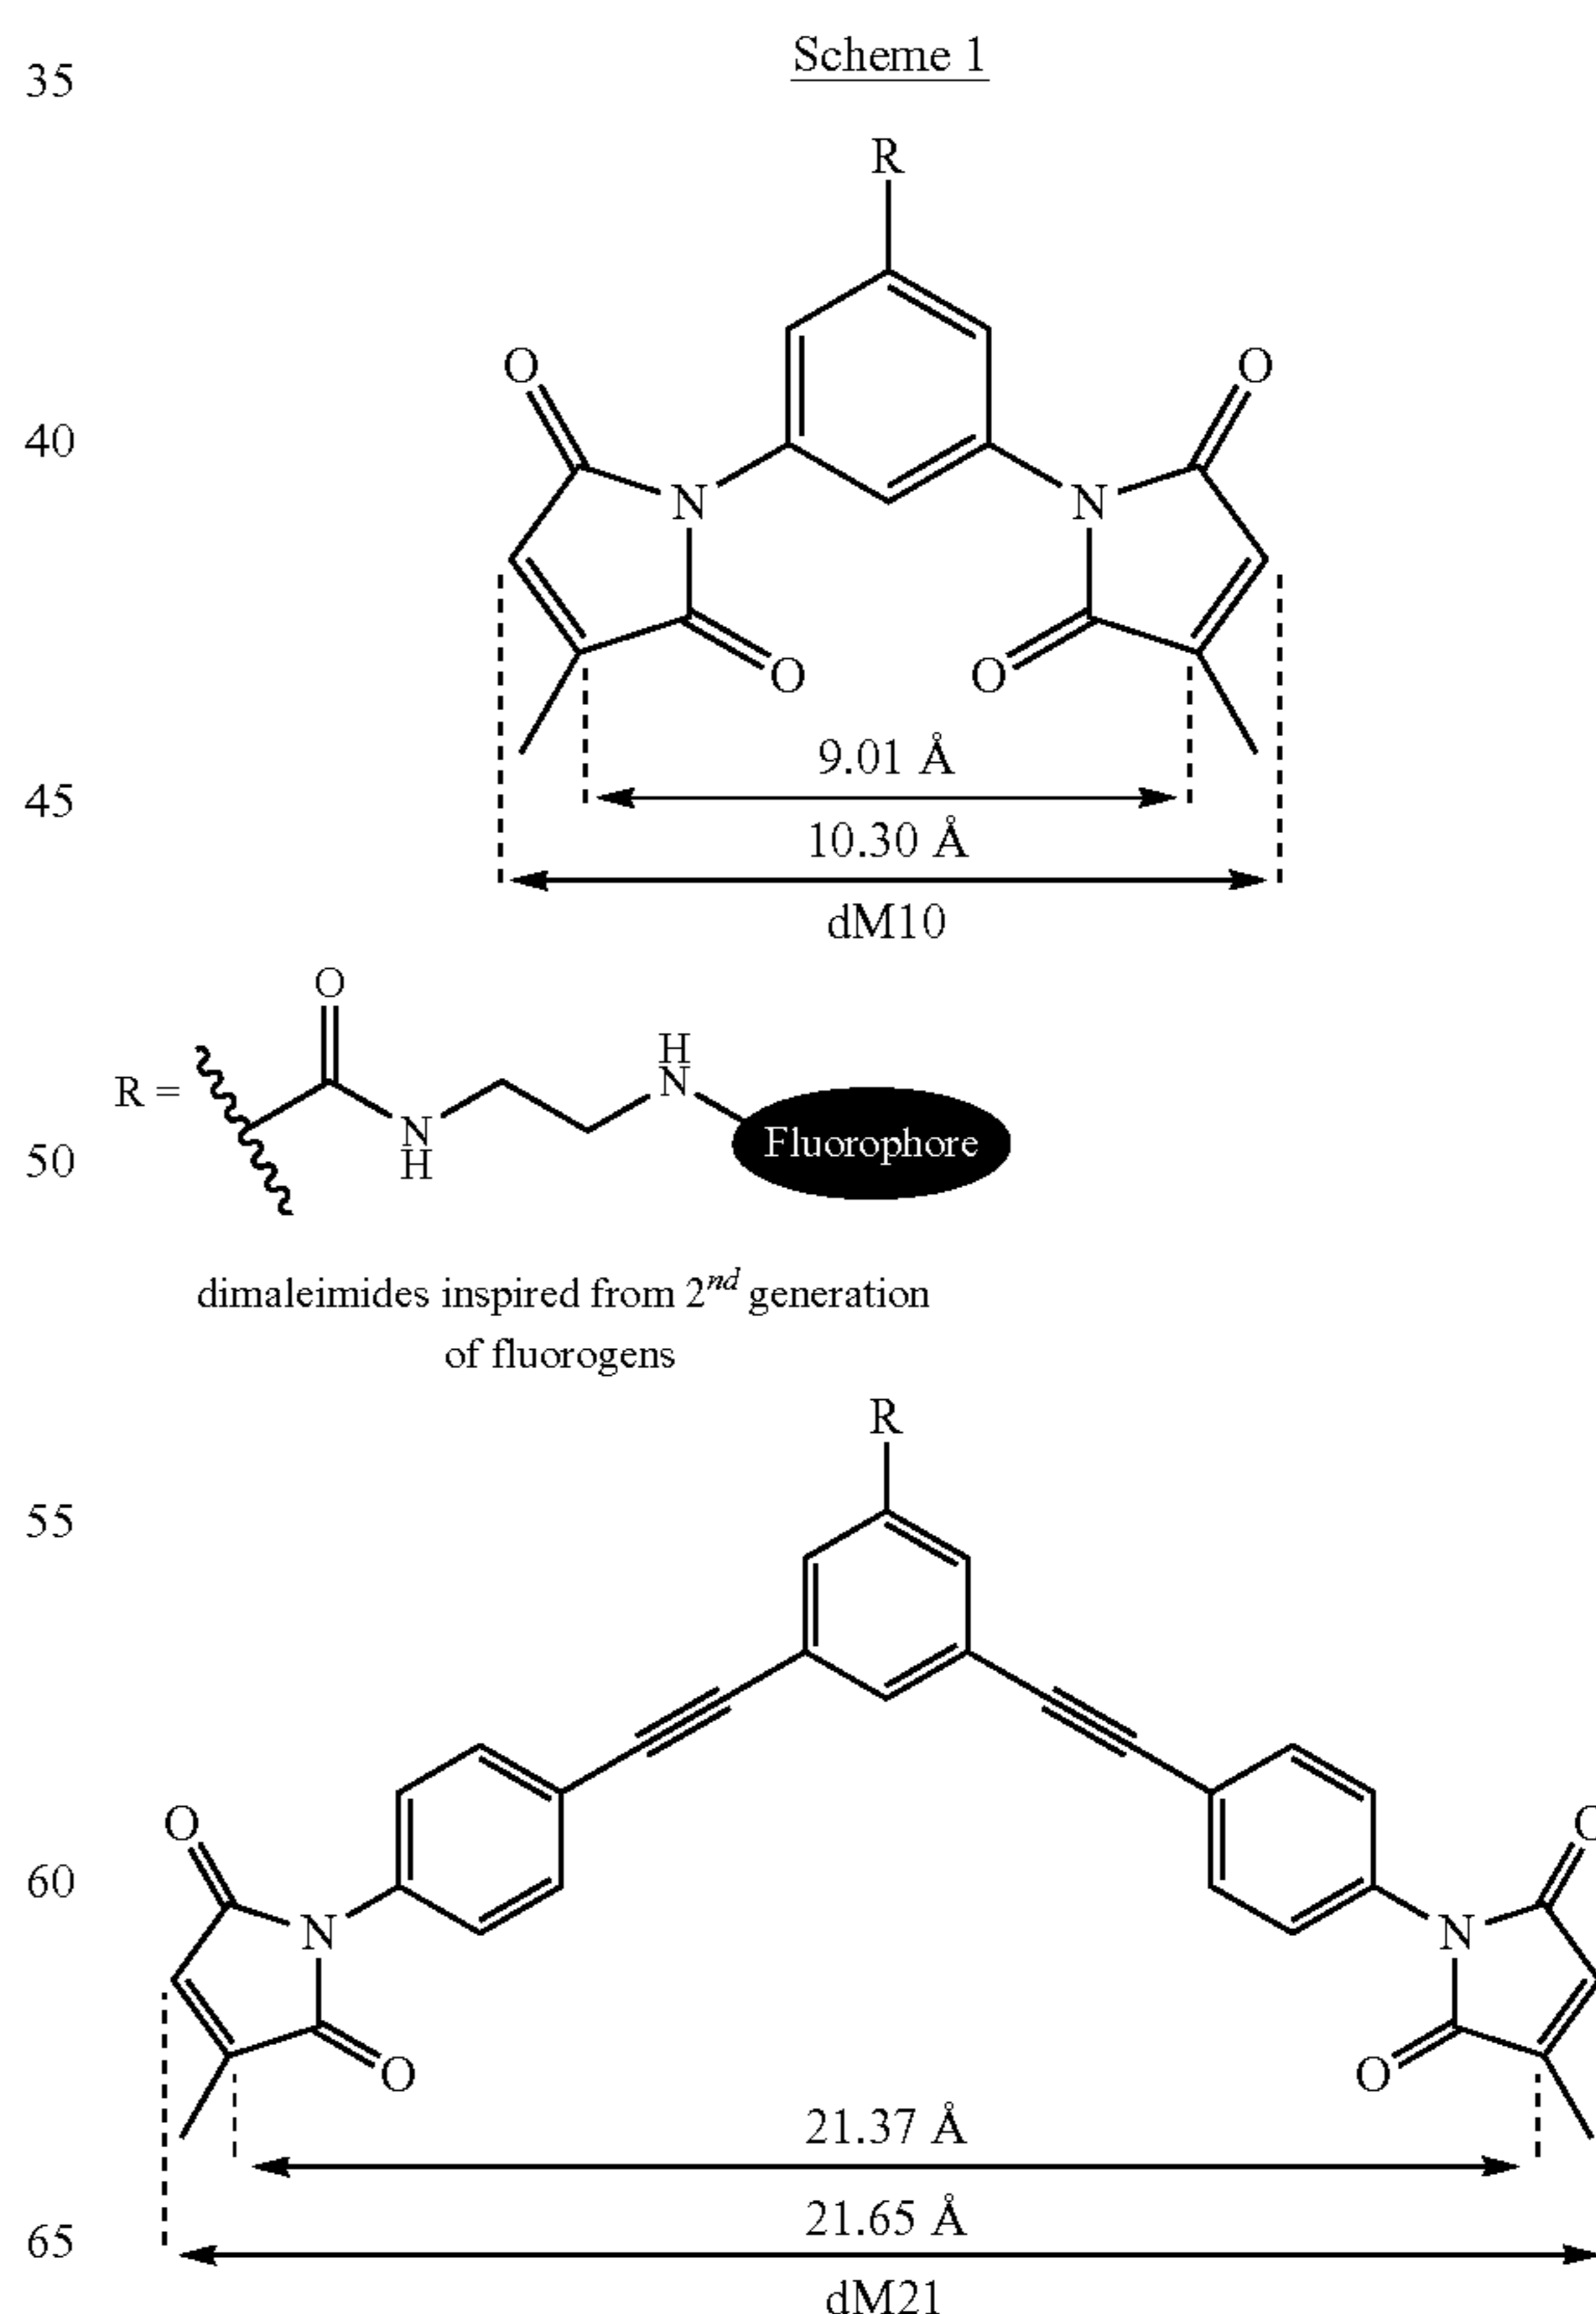 35
Scheme 1
R
O
O
40
N
N
O
O
9.01 Å
45
10.30 Å
dM10
O
H
N
R =
N
H
Fluorophore
50
dimaleimides inspired from 2nd generation
of fluorogens
R
55
O
O
60
N
N
O
O
21.37 Å
21.65 Å
65
dM21